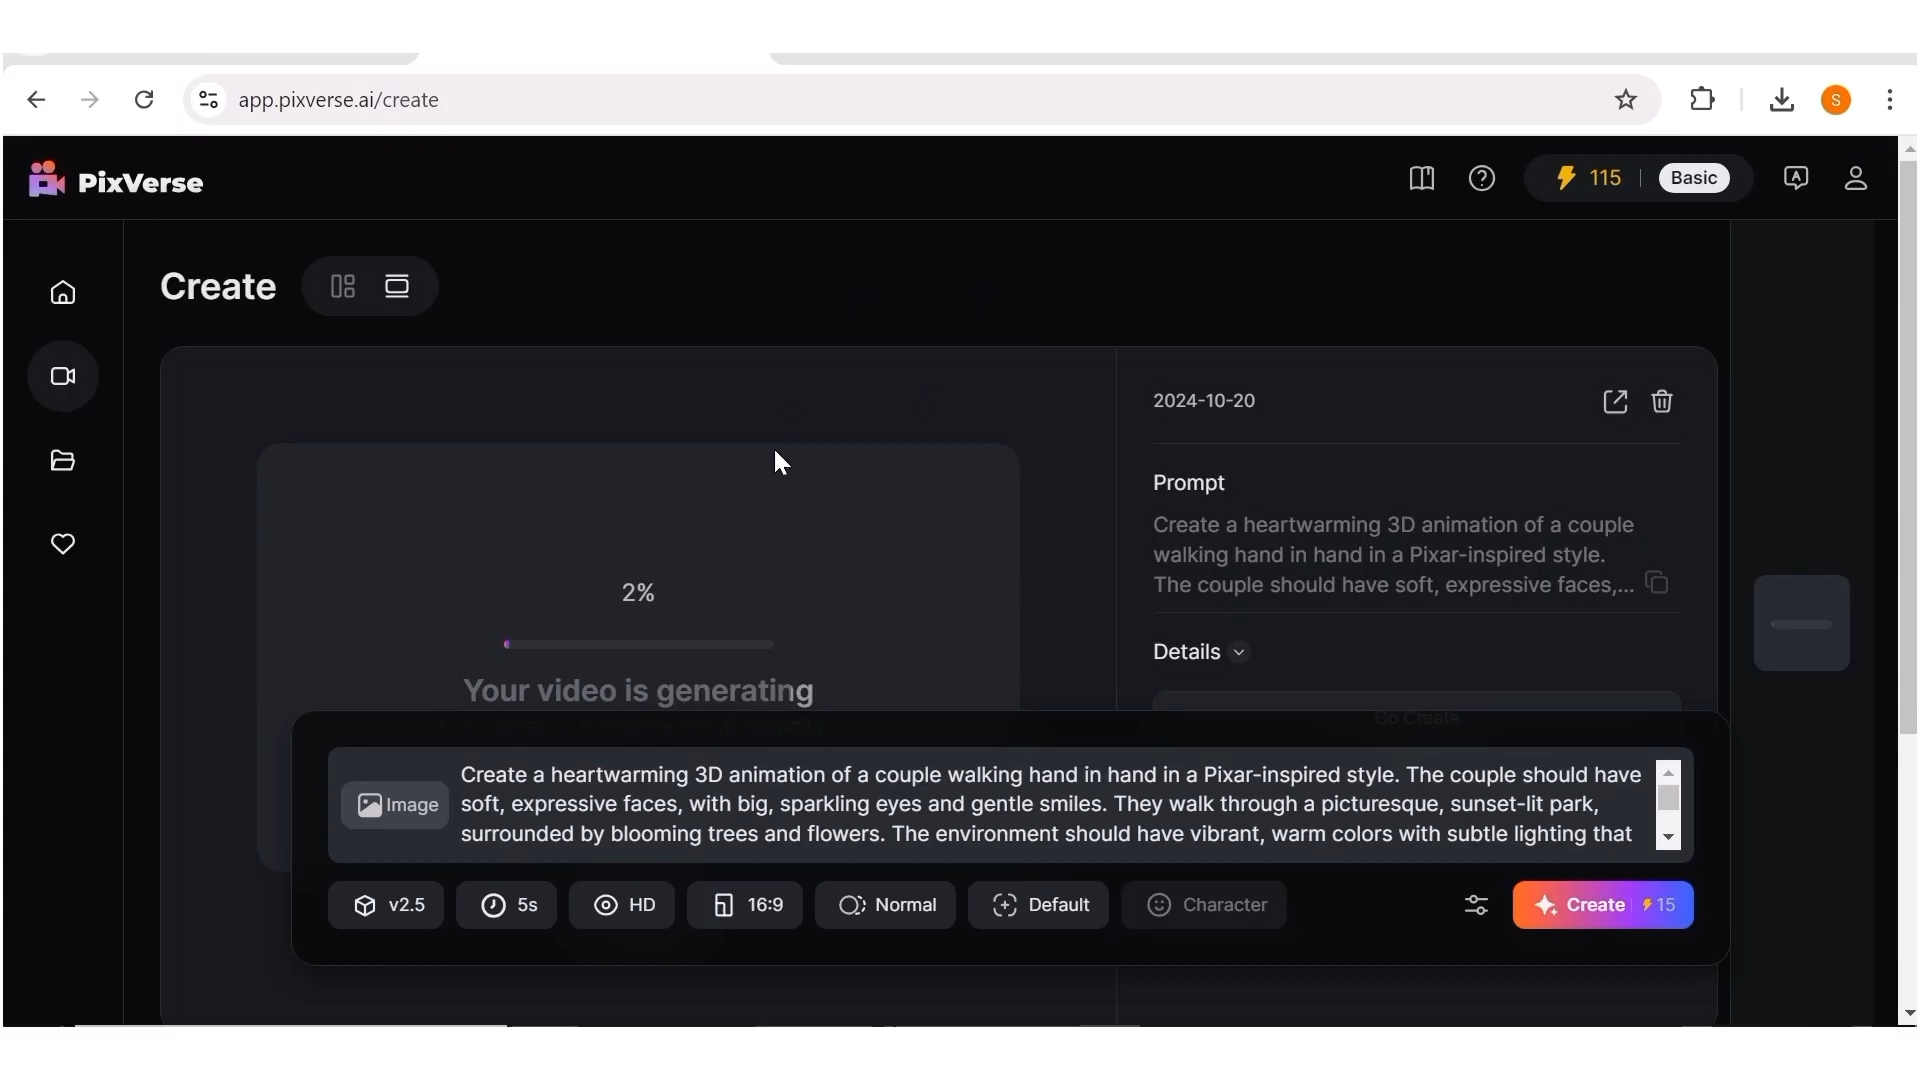 app.pixverse.ai/create
PixVerse
115
Basic
Create
2024-10-20
Prompt
Create a heartwarming 3D animation of a couple
walking hand in hand in a Pixar-inspired style.
The couple should have soft, expressive faces,...
2%
Details
Your video is generating
Go Create
Image
Create a heartwarming 3D animation of a couple walking hand in hand in a Pixar-inspired style. The couple should have
soft, expressive faces, with big, sparkling eyes and gentle smiles. They walk through a picturesque, sunset-lit park,
surrounded by blooming trees and flowers. The environment should have vibrant, warm colors with subtle lighting that
v2.5
5s
HD
16:9
Normal
Default
Character
Create
15
S
A